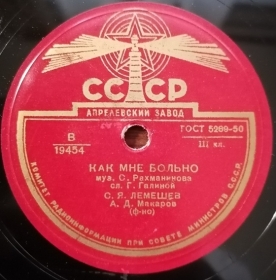 СССР
АПРЕЛЕВСКИЙ ЗАВОД
В
19454
ГОСТ 5289-50
III кл.
КАК МНЕ БОЛЬНО
муз. С. Рахманинова
сл. Г. Галиной
С. Я. ЛЕМЕШЕВ
А. Д. Макаров
(ф-но)
КОМИТЕТ РАДИОИНФОРМАЦИИ ПРИ СОВЕТЕ МИНИСТРОВ СССР